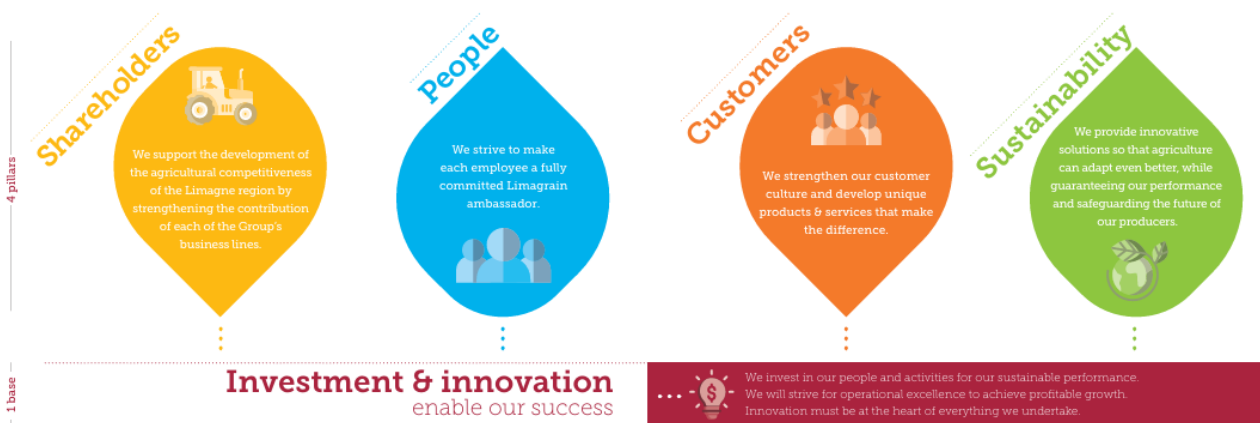 4 pillars
Shareholders
We support the development of
the agricultural competitiveness
of the Limagne region by
strengthening the contribution
of each of the Group's
business lines.
People
We strive to make
each employee a fully
committed Limagrain
ambassador.
Customers
We strengthen our customer
culture and develop unique
products & services that make
the difference.
Sustainability
We provide innovative
solutions so that agriculture
can adapt even better, while
guaranteeing our performance
and safeguarding the future of
our producers.
1 base
Investment & innovation
enable our success
...
$
We invest in our people and activities for our sustainable performance.
We will strive for operational excellence to achieve profitable growth.
Innovation must be at the heart of everything we undertake.